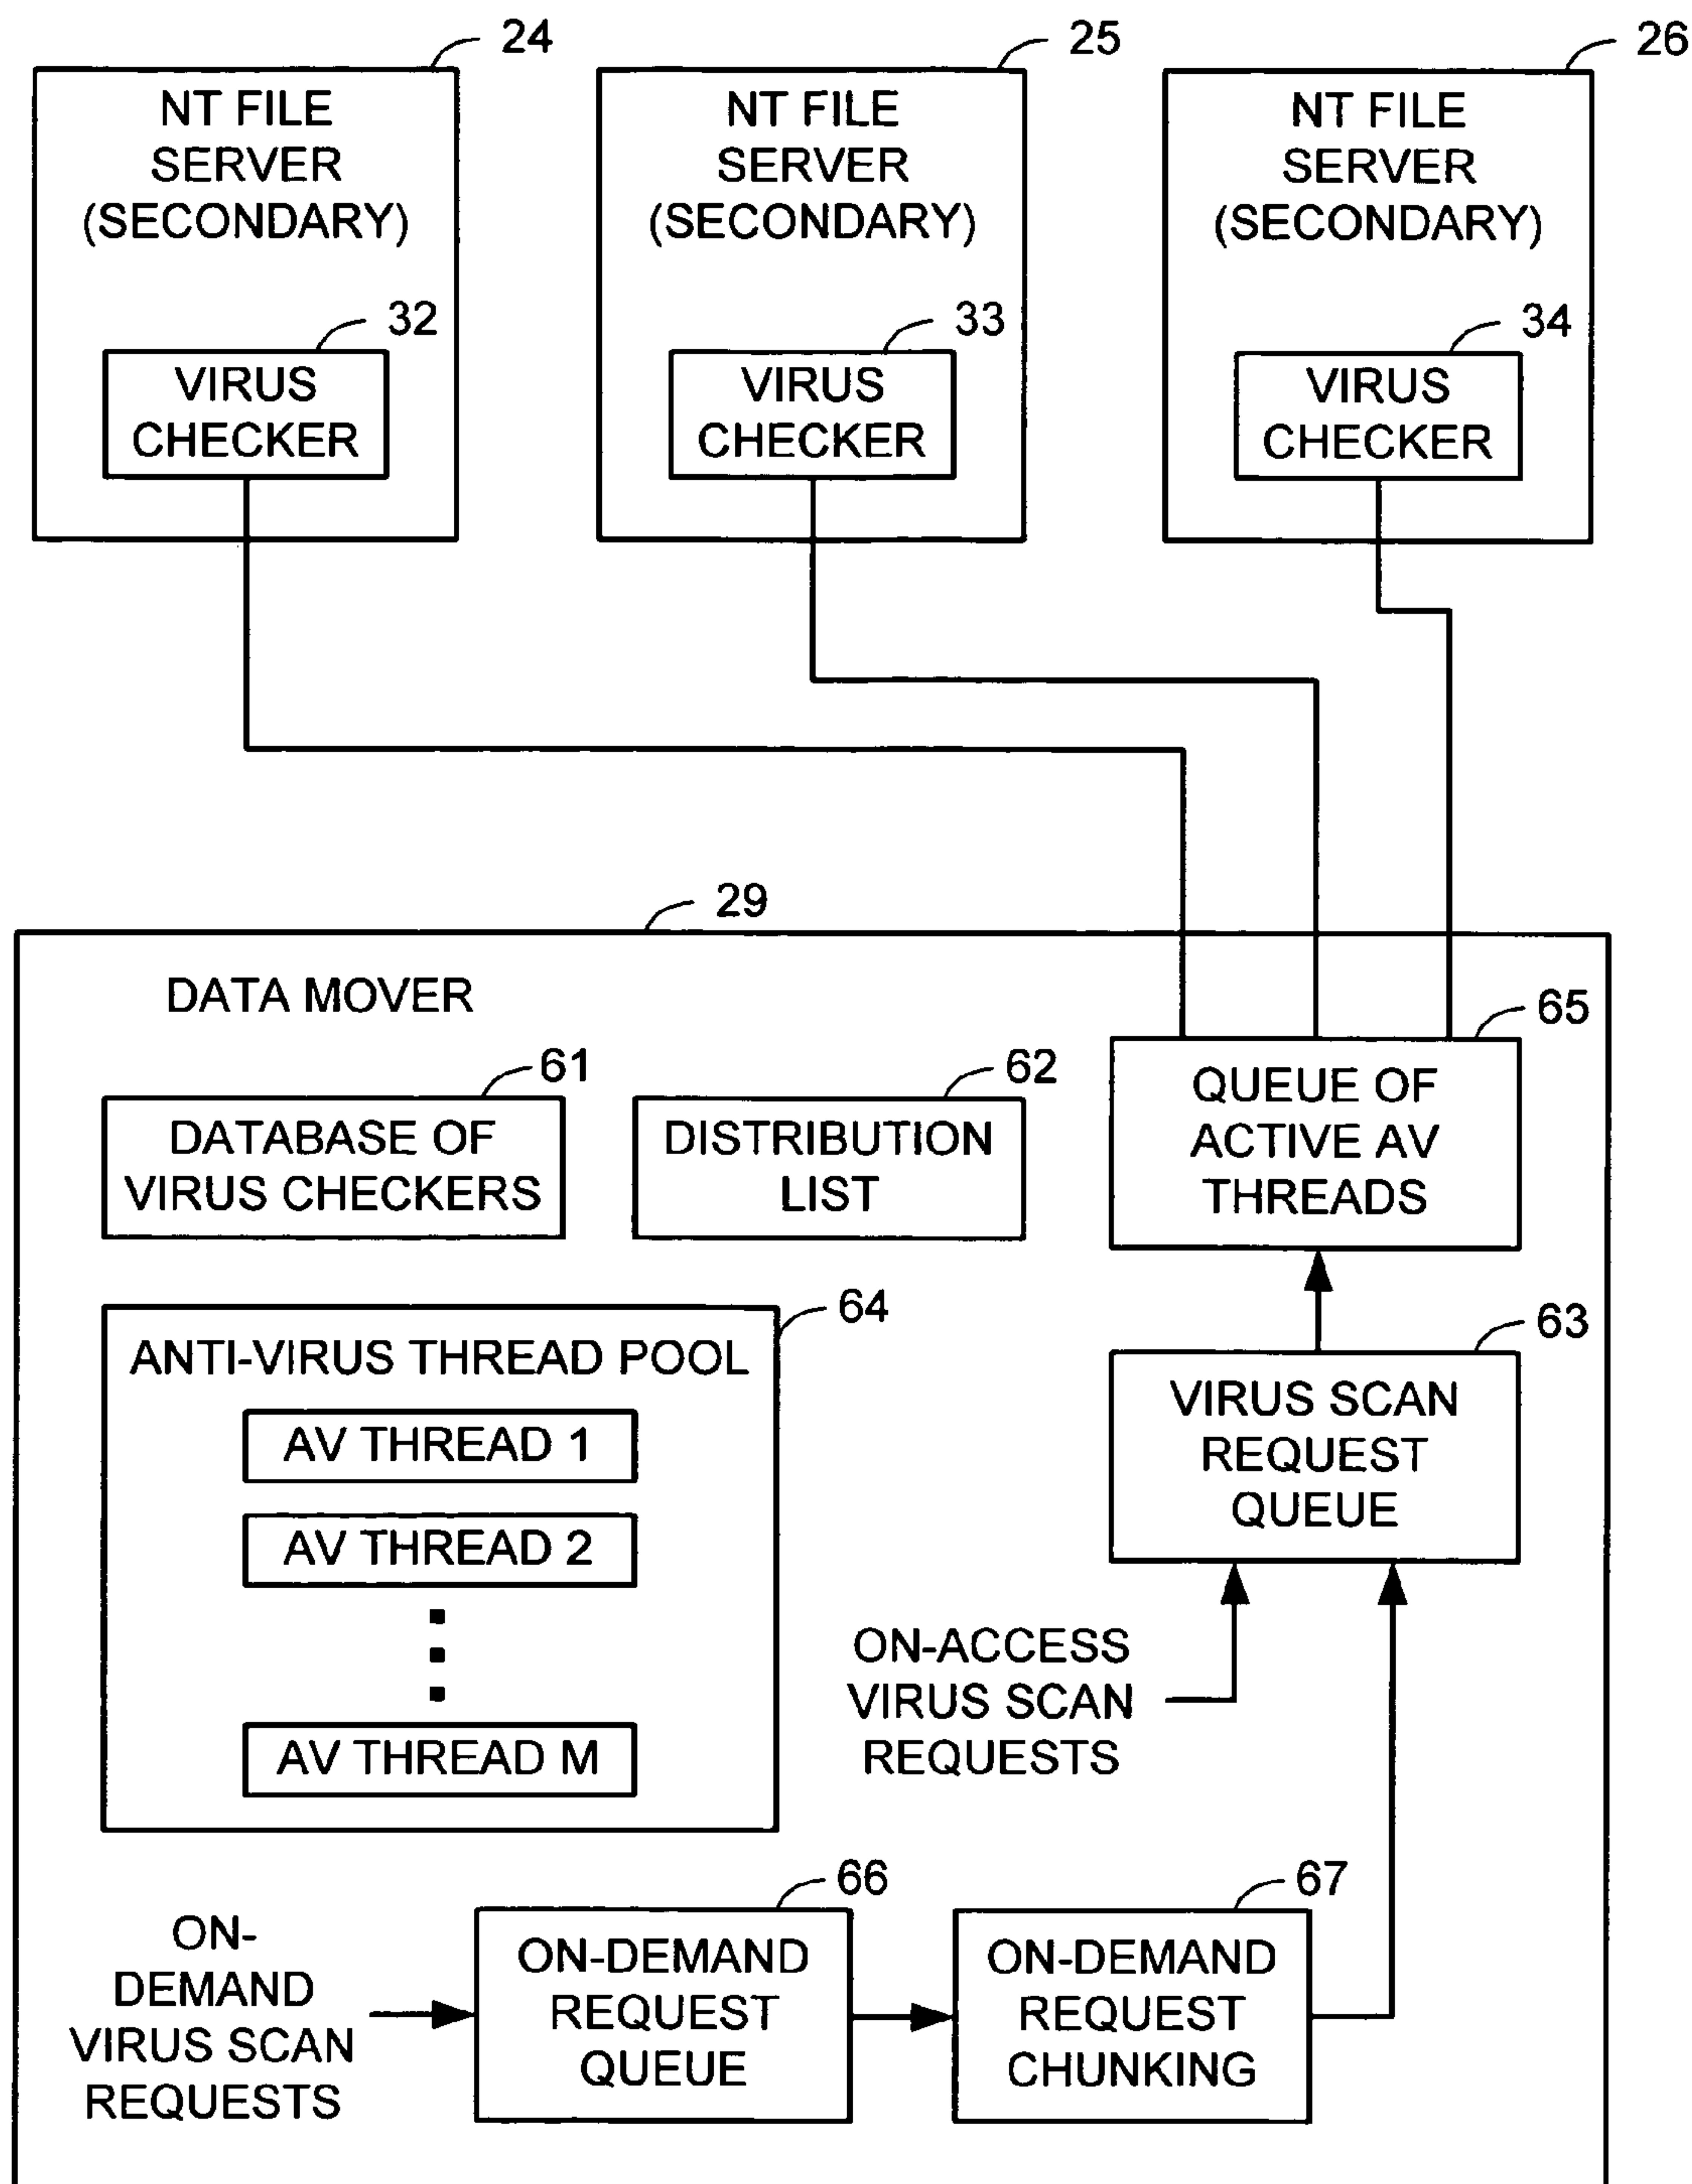 24
NT FILE
SERVER
(SECONDARY)
32
VIRUS
CHECKER
25
NT FILE
SERVER
(SECONDARY)
33
VIRUS
CHECKER
26
NT FILE
SERVER
(SECONDARY)
34
VIRUS
CHECKER
29
DATA MOVER
61
DATABASE OF
VIRUS CHECKERS
62
DISTRIBUTION
LIST
65
QUEUE OF
ACTIVE AV
THREADS
64
ANTI-VIRUS THREAD POOL
AV THREAD 1
AV THREAD 2
AV THREAD M
63
VIRUS SCAN
REQUEST
QUEUE
ON-ACCESS
VIRUS SCAN
REQUESTS
ON-
DEMAND
VIRUS SCAN
REQUESTS
66
ON-DEMAND
REQUEST
QUEUE
67
ON-DEMAND
REQUEST
CHUNKING